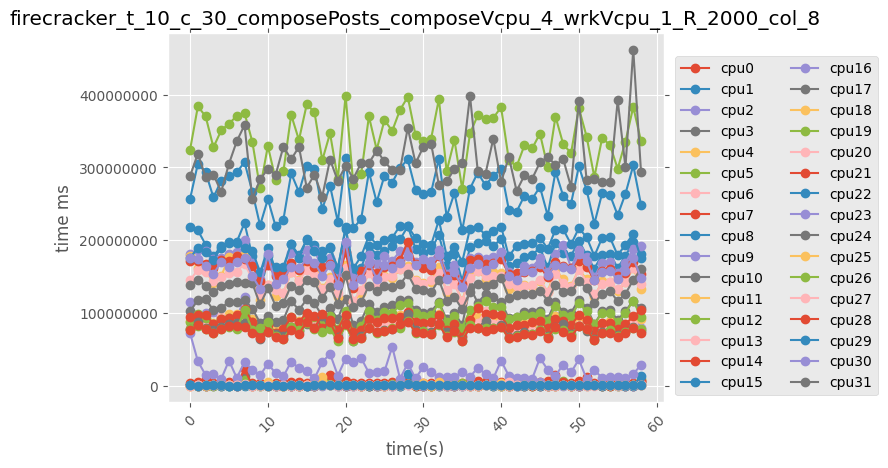 firecracker_t_10_c_30_composePosts_composeVcpu_4_wrkVcpu_1_R_2000_col_8
400000000
300000000
200000000
100000000
0
time ms
0
10
20
30
40
50
60
time(s)
cpu0
cpu1
cpu2
cpu3
cpu4
cpu5
cpu6
cpu7
cpu8
cpu9
cpu10
cpu11
cpu12
cpu13
cpu14
cpu15
cpu16
cpu17
cpu18
cpu19
cpu20
cpu21
cpu22
cpu23
cpu24
cpu25
cpu26
cpu27
cpu28
cpu29
cpu30
cpu31